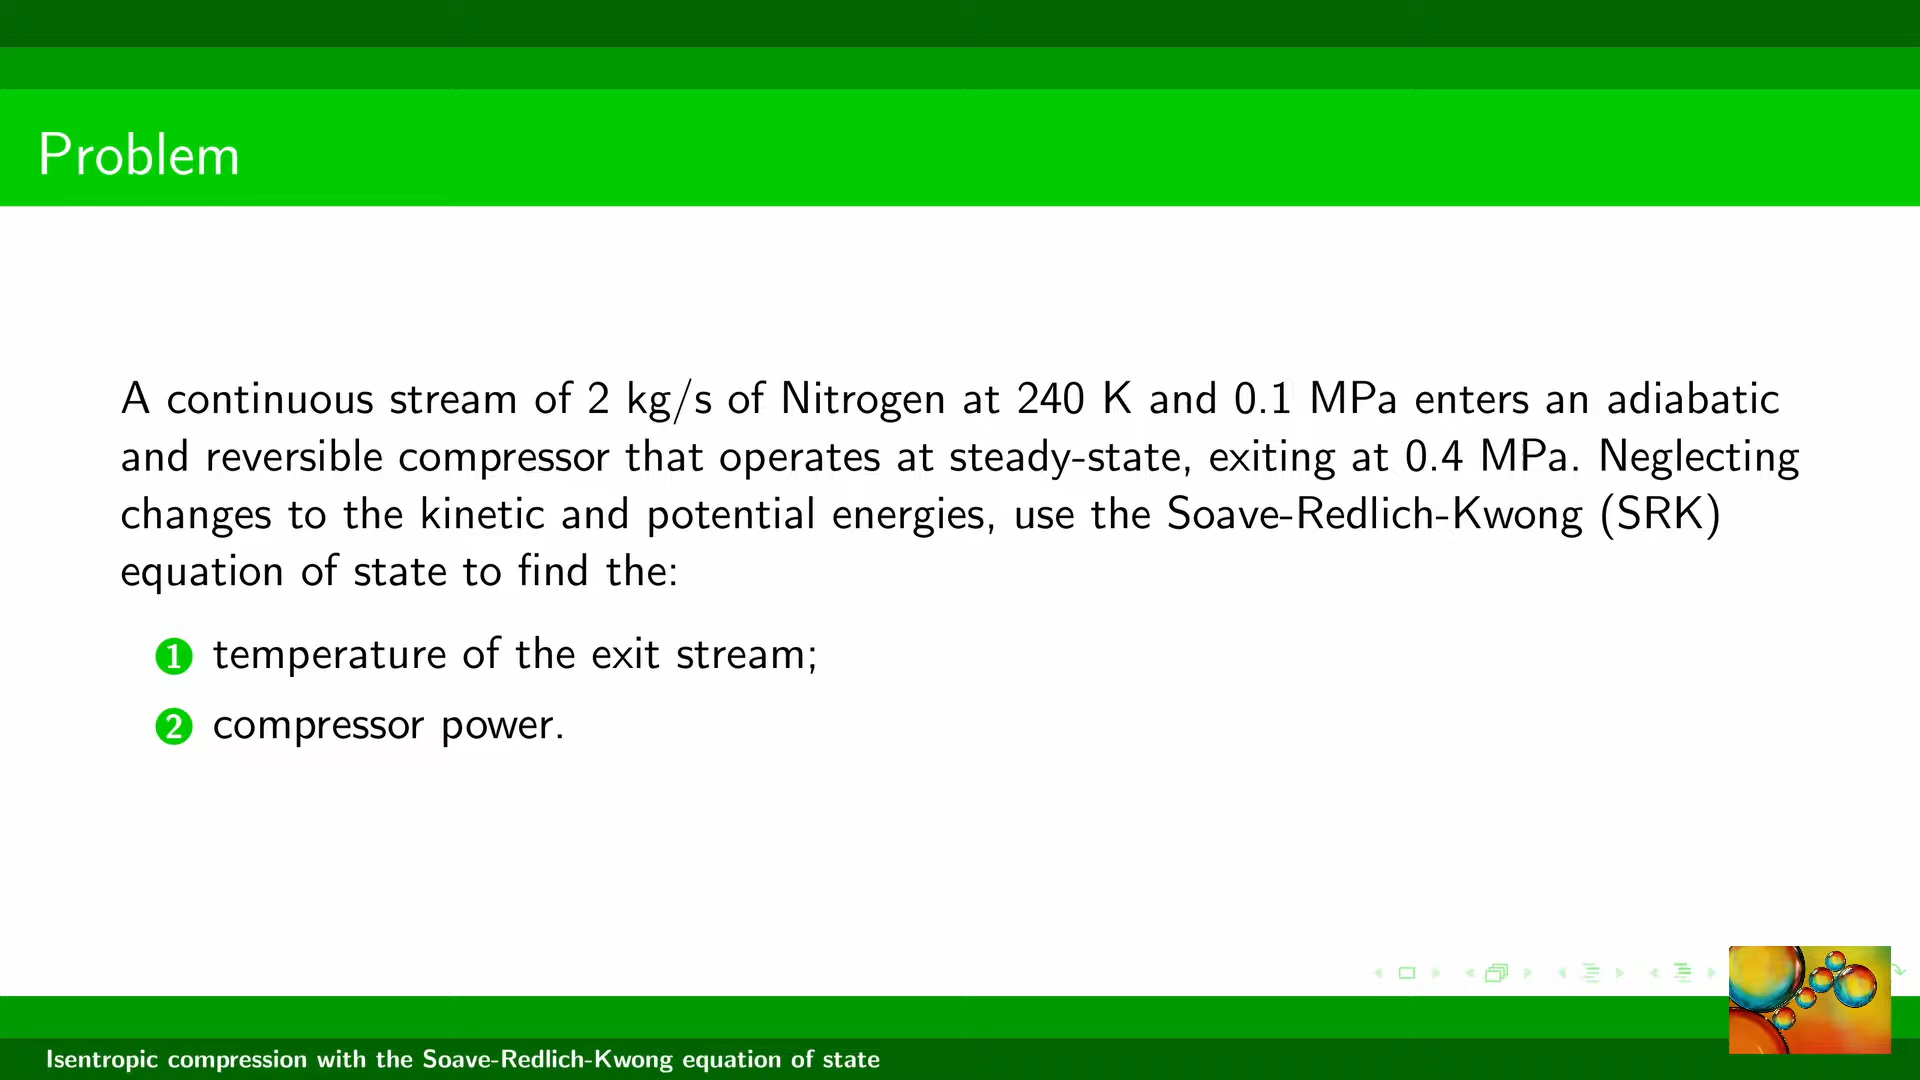 Problem
A continuous stream of 2 kg/s of Nitrogen at 240 K and 0.1 MPa enters an adiabatic
and reversible compressor that operates at steady-state, exiting at 0.4 MPa. Neglecting
changes to the kinetic and potential energies, use the Soave-Redlich-Kwong (SRK)
equation of state to find the:
1 temperature of the exit stream;
2 compressor power.
Isentropic compression with the Soave-Redlich-Kwong equation of state